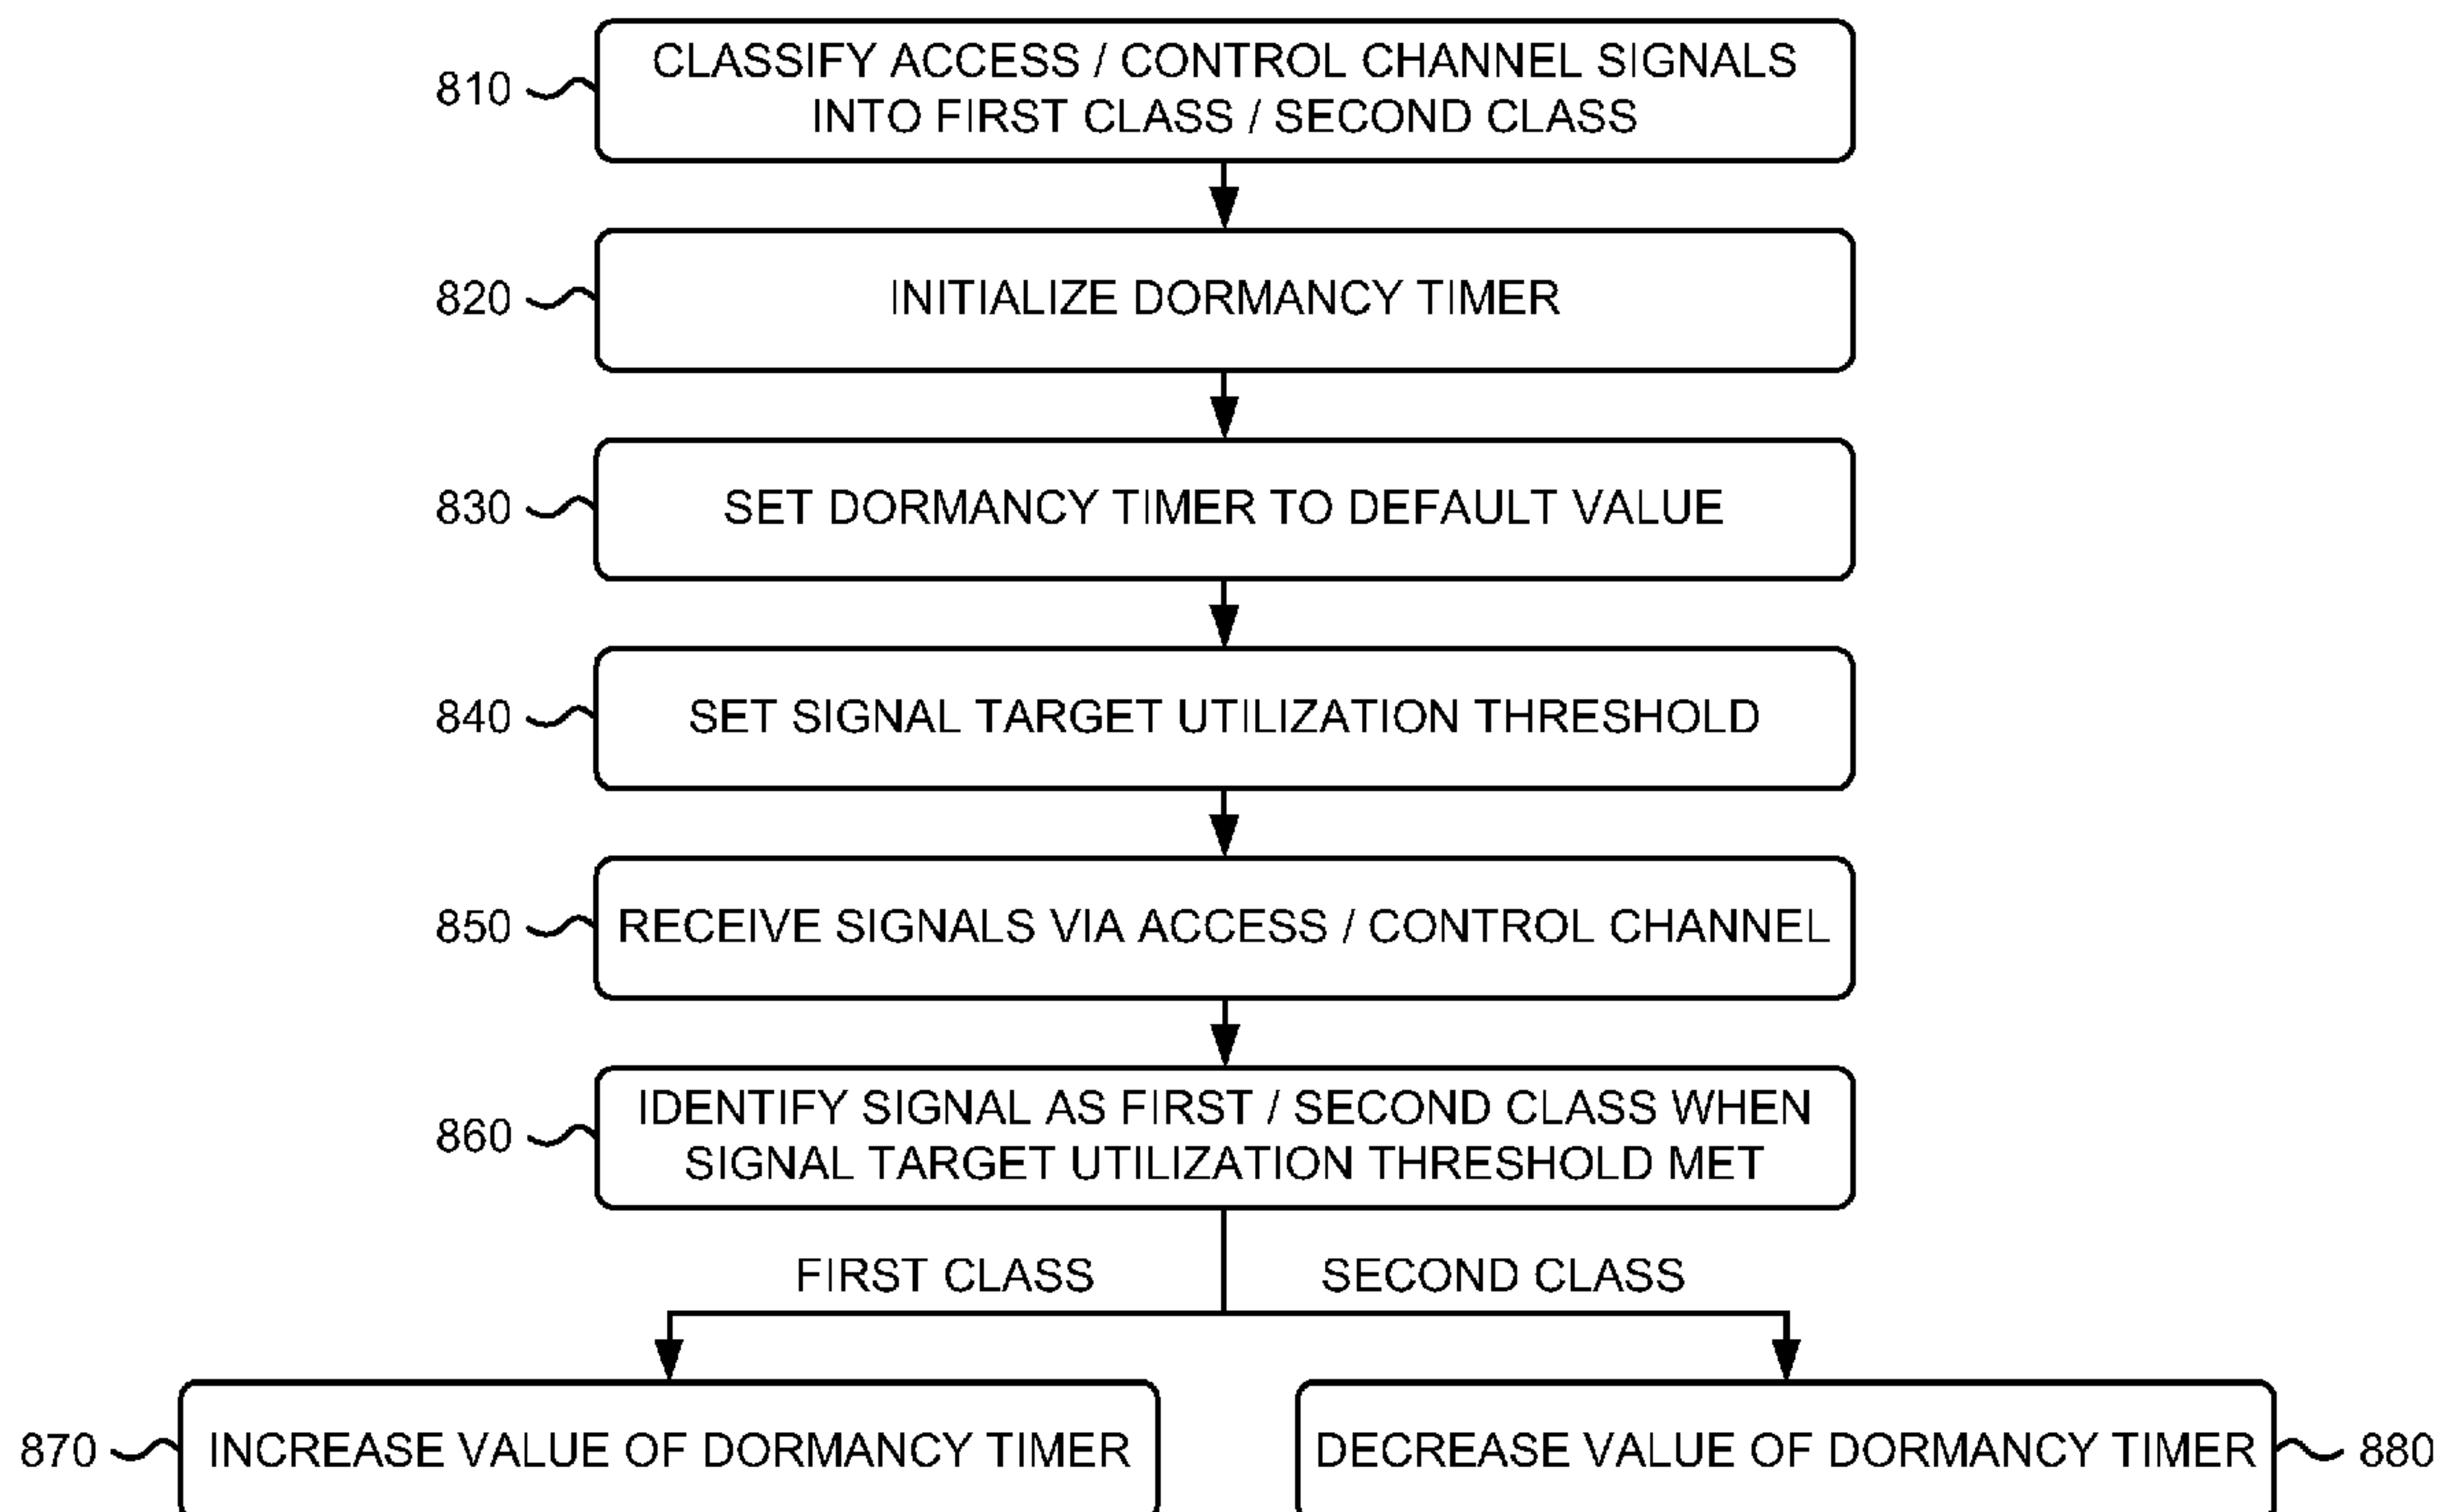 810
CLASSIFY ACCESS / CONTROL CHANNEL SIGNALS
INTO FIRST CLASS / SECOND CLASS
820
INITIALIZE DORMANCY TIMER
830
SET DORMANCY TIMER TO DEFAULT VALUE
840
SET SIGNAL TARGET UTILIZATION THRESHOLD
850
RECEIVE SIGNALS VIA ACCESS / CONTROL CHANNEL
860
IDENTIFY SIGNAL AS FIRST / SECOND CLASS WHEN
SIGNAL TARGET UTILIZATION THRESHOLD MET
FIRST CLASS
SECOND CLASS
870
INCREASE VALUE OF DORMANCY TIMER
DECREASE VALUE OF DORMANCY TIMER
880